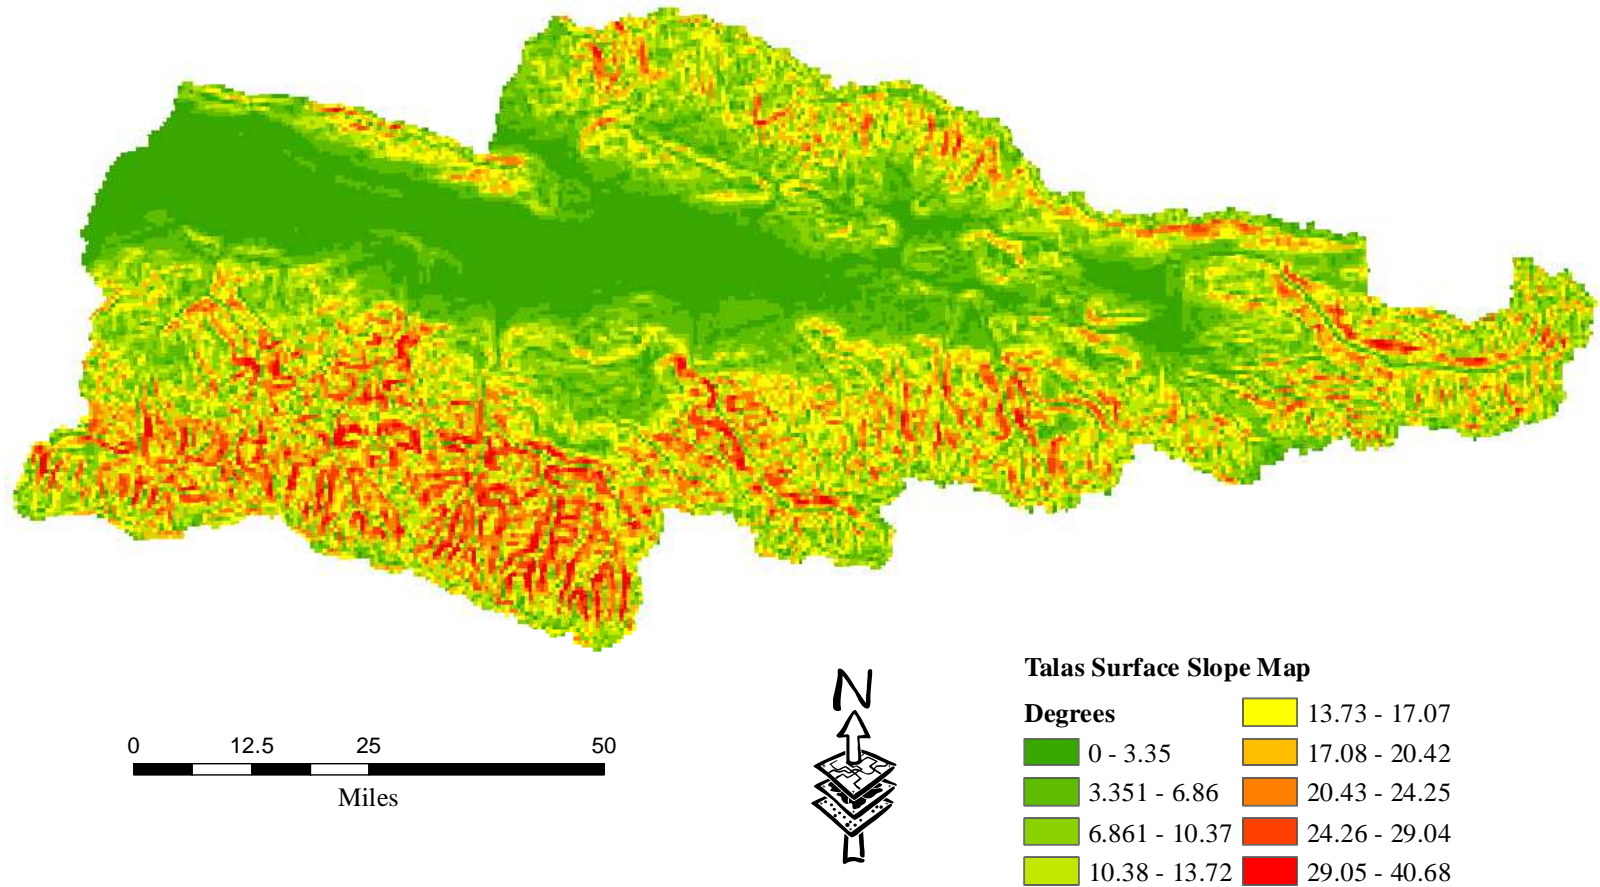 N
Talas Surface Slope Map
Degrees
0 - 3.35
3.351 - 6.86
6.861 - 10.37
10.38 - 13.72
13.73 - 17.07
17.08 - 20.42
20.43 - 24.25
24.26 - 29.04
29.05 - 40.68
0 12.5 25 50
Miles